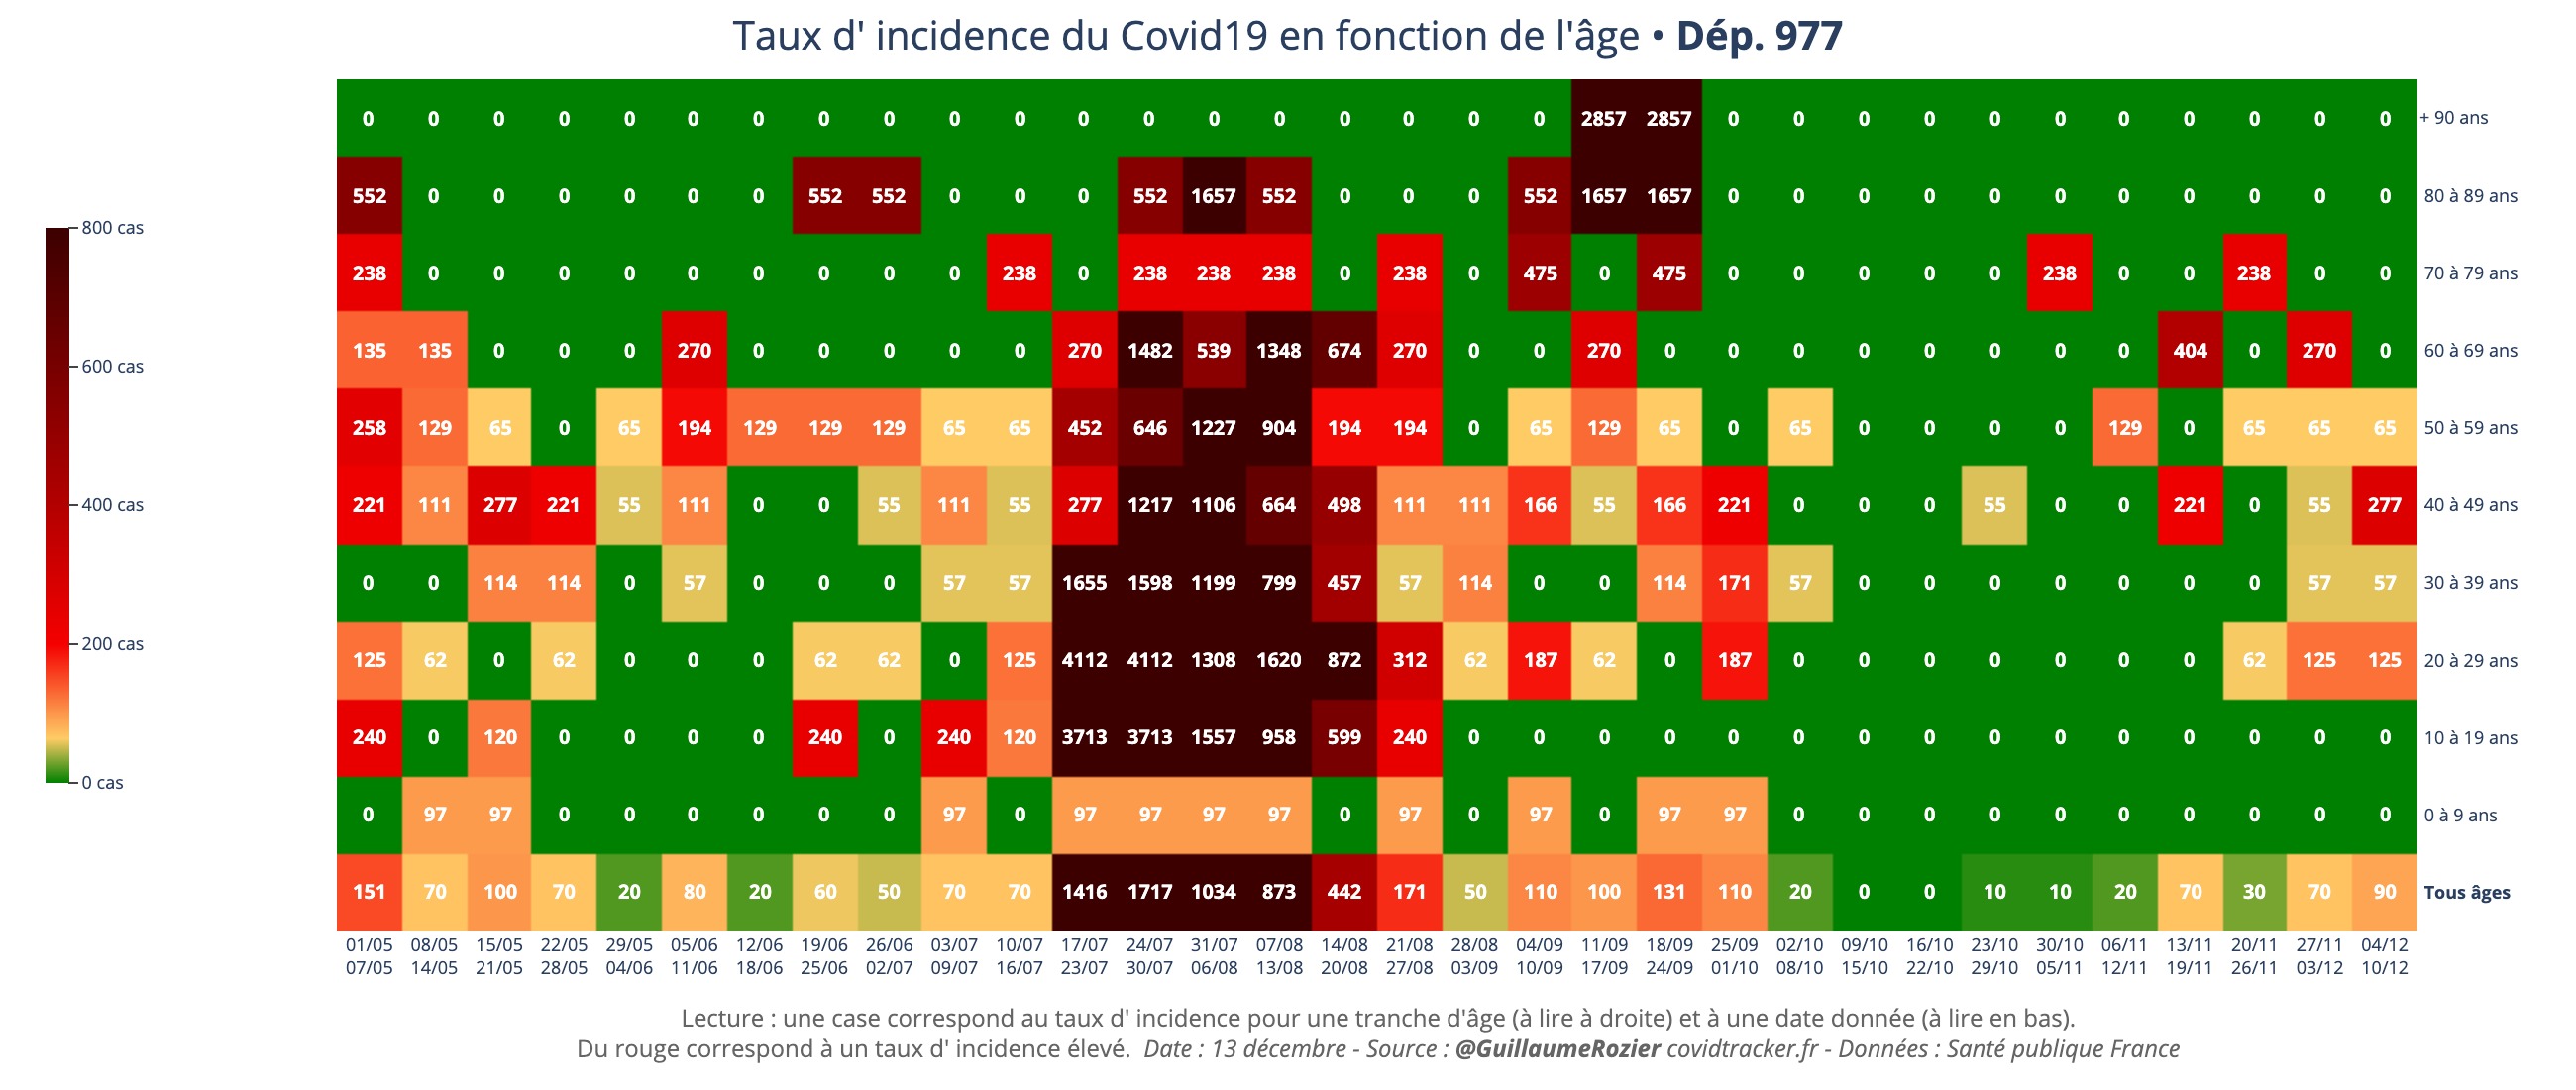 Taux d' incidence du Covid19 en fonction de l'âge • Dép. 977
800 cas
600 cas
400 cas
200 cas
0 cas
0 0 0 0 0 0 0 0 0 0 0 0 0 0 0 0 0 0 0 2857 2857 0 0 0 0 0 0 0 0 0 0 0 + 90 ans
552 0 0 0 0 0 0 552 552 0 0 0 552 1657 552 0 0 0 552 1657 1657 0 0 0 0 0 0 0 0 0 0 0 80 à 89 ans
238 0 0 0 0 0 0 0 0 0 238 0 238 238 238 0 238 0 475 0 475 0 0 0 0 0 238 0 0 238 0 0 70 à 79 ans
135 135 0 0 0 270 0 0 0 0 0 270 1482 539 1348 674 270 0 0 270 0 0 0 0 0 0 0 0 404 0 270 0 60 à 69 ans
258 129 65 0 65 194 129 129 129 65 65 452 646 1227 904 194 194 0 65 129 65 0 65 0 0 0 0 129 0 65 65 65 50 à 59 ans
221 111 277 221 55 111 0 0 55 111 55 277 1217 1106 664 498 111 111 166 55 166 221 0 0 0 55 0 0 221 0 55 277 40 à 49 ans
0 0 114 114 0 57 0 0 0 57 57 1655 1598 1199 799 457 57 114 0 0 114 171 57 0 0 0 0 0 0 0 57 57 30 à 39 ans
125 62 0 62 0 0 0 62 62 0 125 4112 4112 1308 1620 872 312 62 187 62 0 187 0 0 0 0 0 0 0 62 125 125 20 à 29 ans
240 0 120 0 0 0 0 240 0 240 120 3713 3713 1557 958 599 240 0 0 0 0 0 0 0 0 0 0 0 0 0 0 0 10 à 19 ans
0 97 97 0 0 0 0 0 0 97 0 97 97 97 97 0 97 0 97 0 97 97 0 0 0 0 0 0 0 0 0 0 0 à 9 ans
151 70 100 70 20 80 20 60 50 70 70 1416 1717 1034 873 442 171 50 110 100 131 110 20 0 0 10 10 20 70 30 70 90 Tous âges
01/05 08/05 15/05 22/05 29/05 05/06 12/06 19/06 26/06 03/07 10/07 17/07 24/07 31/07 07/08 14/08 21/08 28/08 04/09 11/09 18/09 25/09 02/10 09/10 16/10 23/10 30/10 06/11 13/11 20/11 27/11 04/12
07/05 14/05 21/05 28/05 04/06 11/06 18/06 25/06 02/07 09/07 16/07 23/07 30/07 06/08 13/08 20/08 27/08 03/09 10/09 17/09 24/09 01/10 08/10 15/10 22/10 29/10 05/11 12/11 19/11 26/11 03/12 10/12
Lecture : une case correspond au taux d' incidence pour une tranche d'âge (à lire à droite) et à une date donnée (à lire en bas).
Du rouge correspond à un taux d' incidence élevé. Date : 13 décembre - Source : @GuillaumeRozier covidtracker.fr - Données : Santé publique France